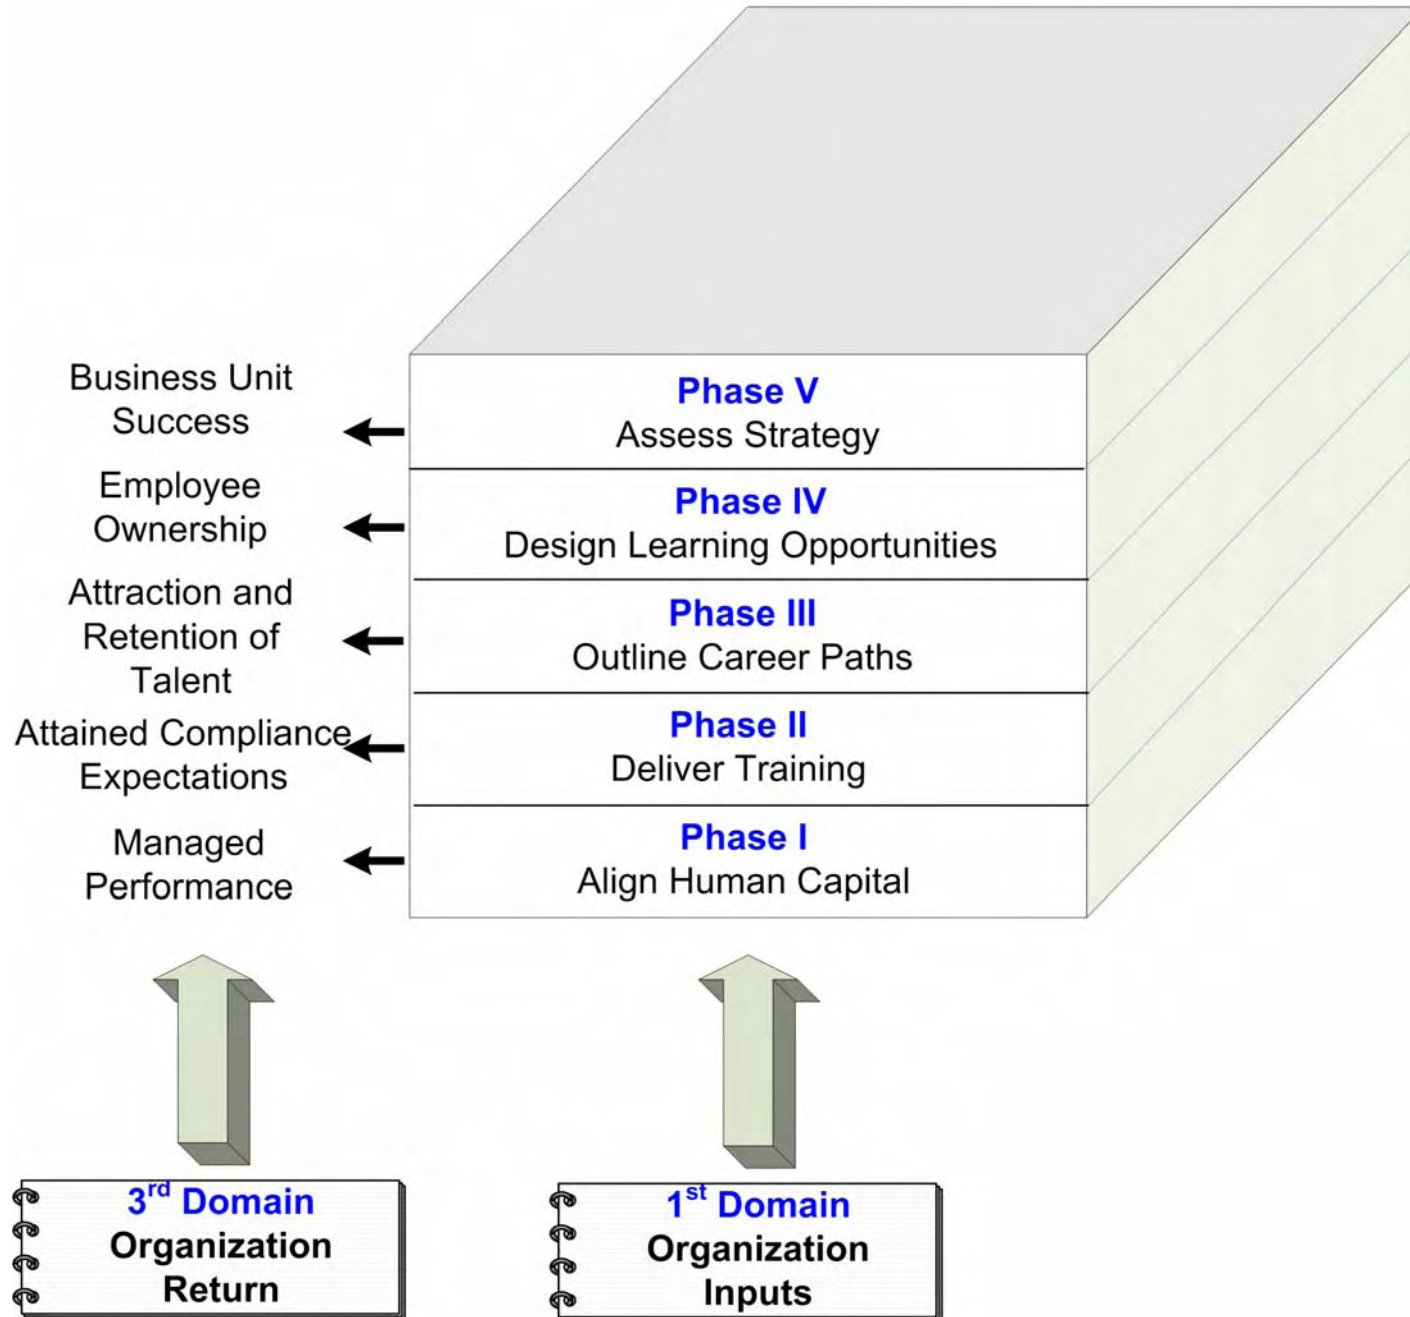 Business Unit
Success
Phase V
Assess Strategy
Employee
Ownership
Phase IV
Design Learning Opportunities
Attraction and
Retention of
Talent
Phase III
Outline Career Paths
Attained Compliance
Expectations
Phase II
Deliver Training
Managed
Performance
Phase I
Align Human Capital
3rd Domain
Organization
Return
1st Domain
Organization
Inputs